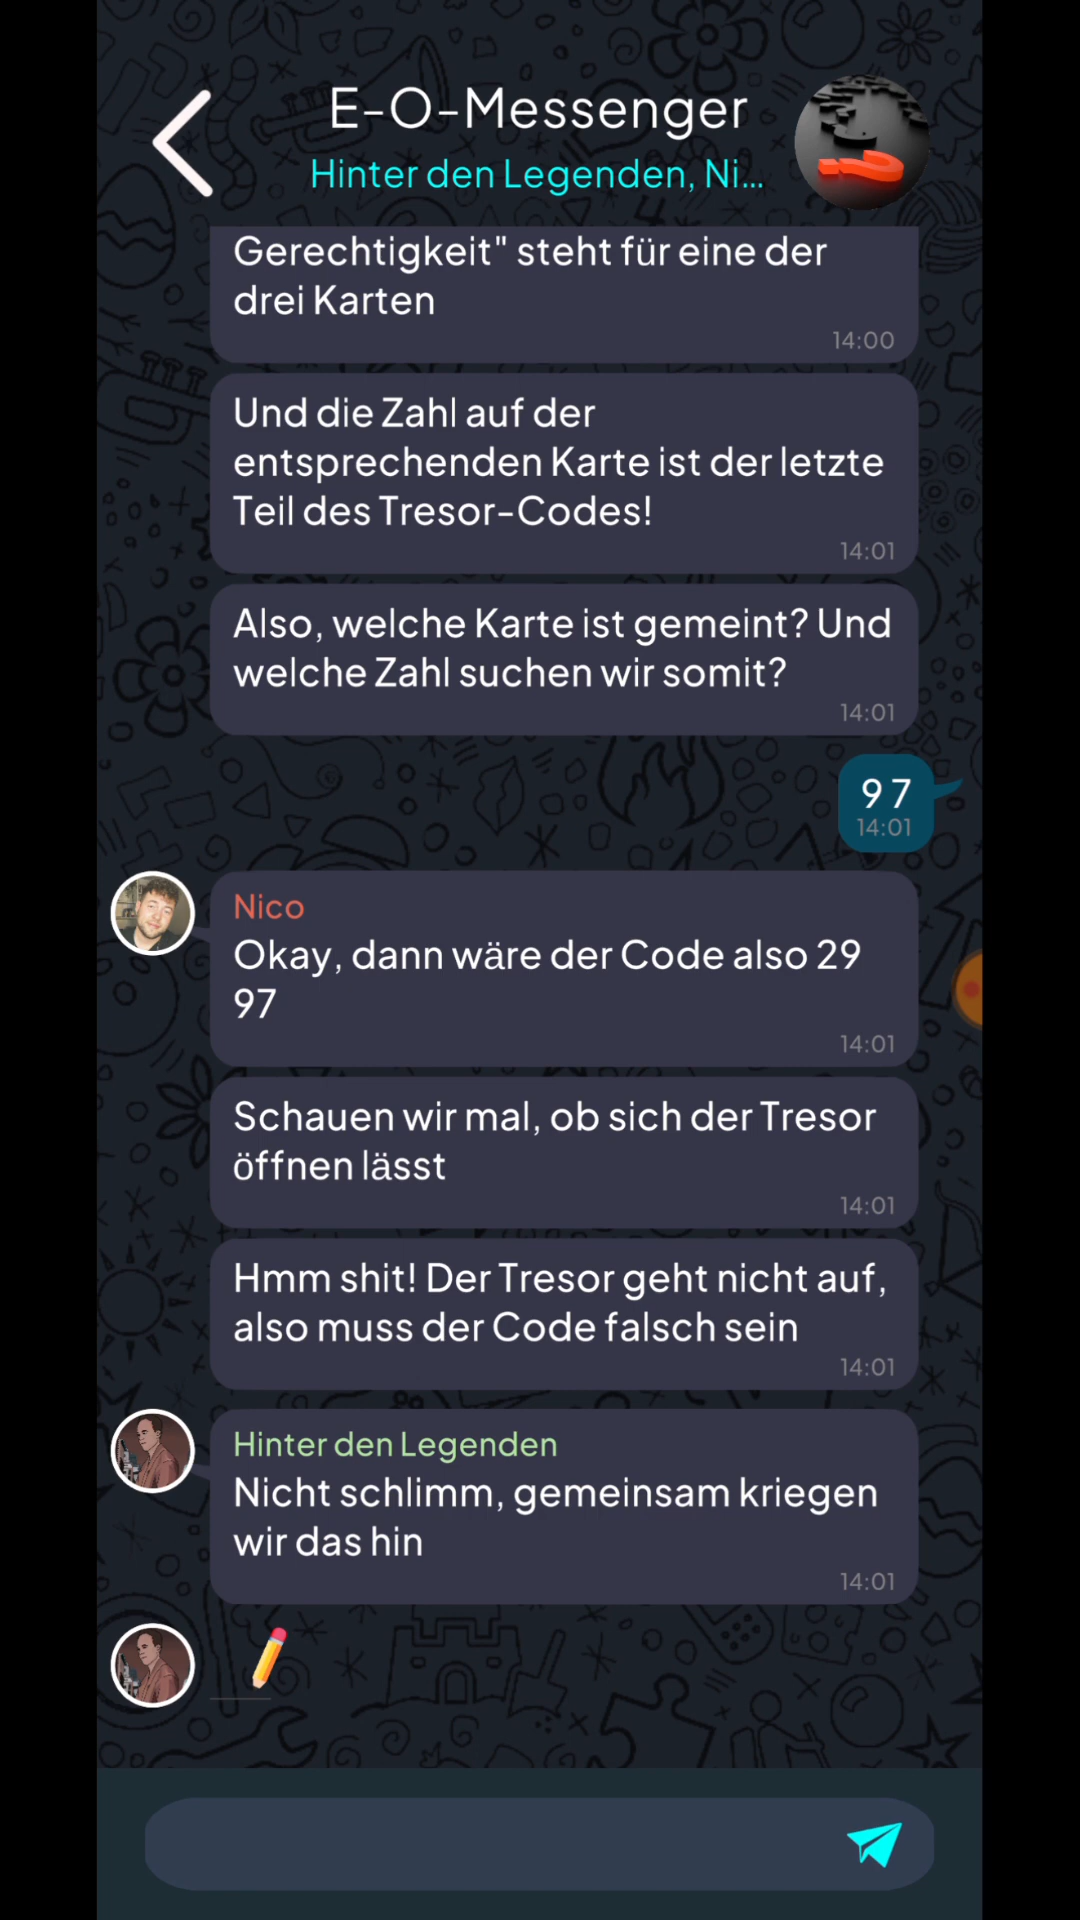 E-O-Messenger
Hinter den Legenden, Ni...
Gerechtigkeit" steht für eine der
drei Karten
14:00
Und die Zahl auf der
entsprechenden Karte ist der letzte
Teil des Tresor-Codes!
14:01
Also, welche Karte ist gemeint? Und
welche Zahl suchen wir somit?
14:01
9 7
14:01
Nico
Okay, dann wäre der Code also 29
97
14:01
Schauen wir mal, ob sich der Tresor
öffnen lässt
14:01
Hmm shit! Der Tresor geht nicht auf,
also muss der Code falsch sein
14:01
Hinter den Legenden
Nicht schlimm, gemeinsam kriegen
wir das hin
14:01